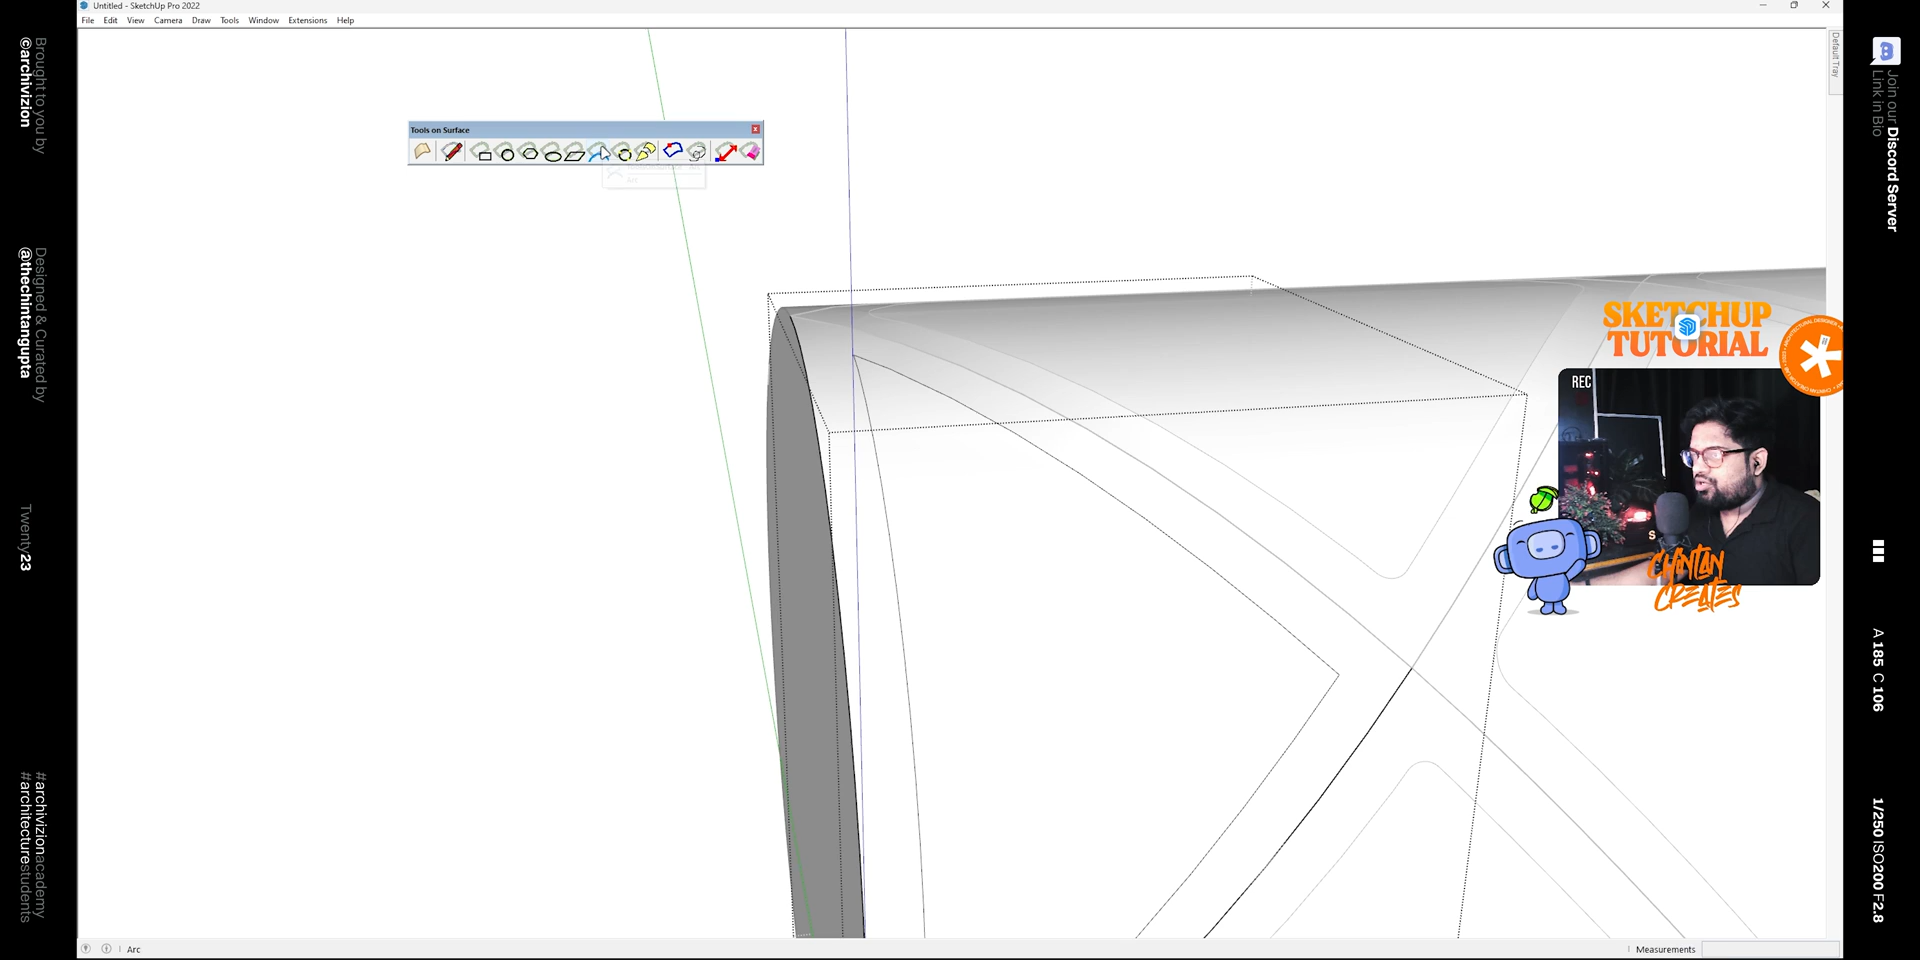 Untitled - SketchUp Pro 2022
File Edit View Camera Draw Tools Window Extensions Help
Default Tray
Tools on Surface
Arc
Measurements
Brought to you by
©archivizion
Designed & Curated by
@thechintangupta
Twenty23
#archivizionacademy
#architecturestudents
Join our Discord Server
Link in Bio
SKETCHUP
TUTORIAL
REC
S
CHINTAN
CREATES
A 185 C 106
1/250 ISO200 F2.8